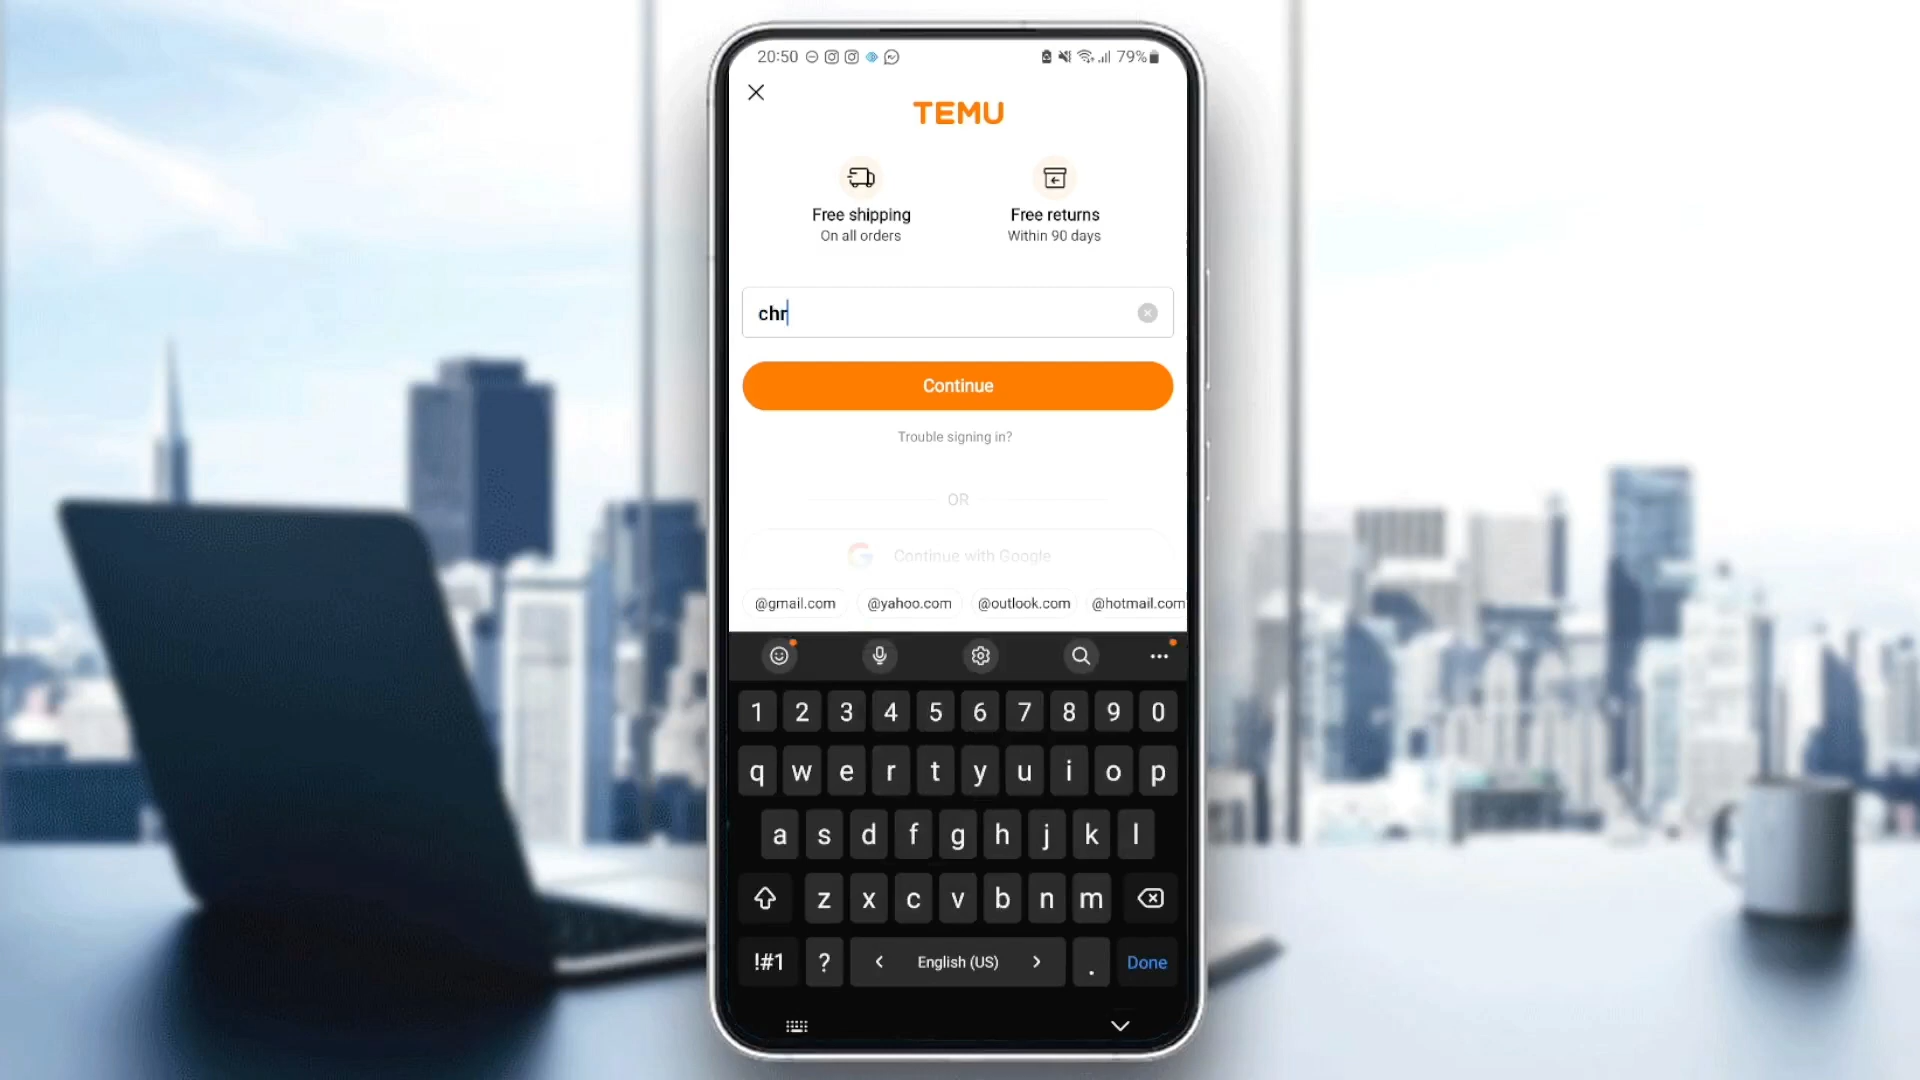 20:50 79%
TEMU
Free shipping Free returns
On all orders Within 90 days
chr
Continue
Trouble signing in?
OR
Continue with Google
@gmail.com @yahoo.com @outlook.com @hotmail.com
1 2 3 4 5 6 7 8 9 0
q w e r t y u i o p
a s d f g h j k l
z x c v b n m
!#1 ? < English (US) > . Done